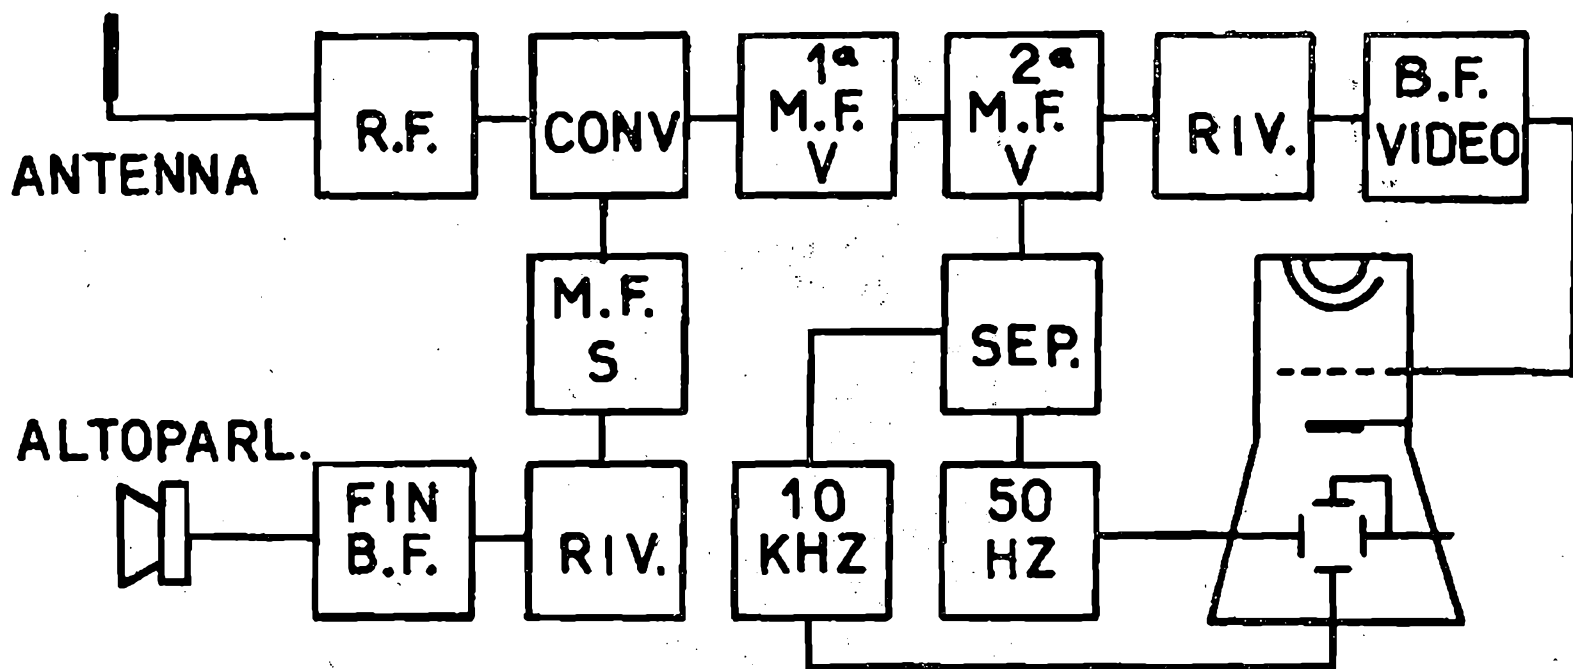 ANTENNA
R.F.
CONV
1ª
M.F.
V
2ª
M.F.
V
RIV.
B.F.
VIDEO
M.F.
S
SEP.
ALTOPARL.
FIN
B.F.
RIV.
10
KHZ
50
HZ